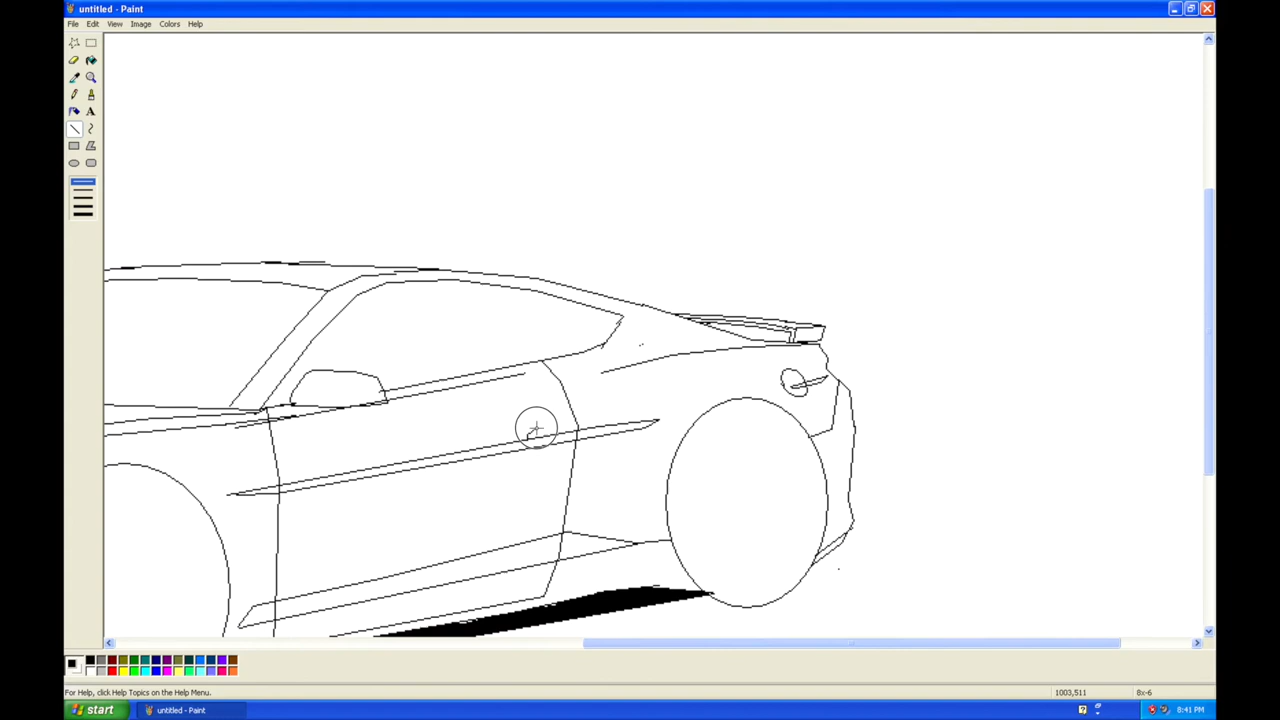 untitled - Paint
File Edit View Image Colors Help
A
For Help, click Help Topics on the Help Menu.
1003,511
8x-6
start
untitled - Paint
?
8:41 PM